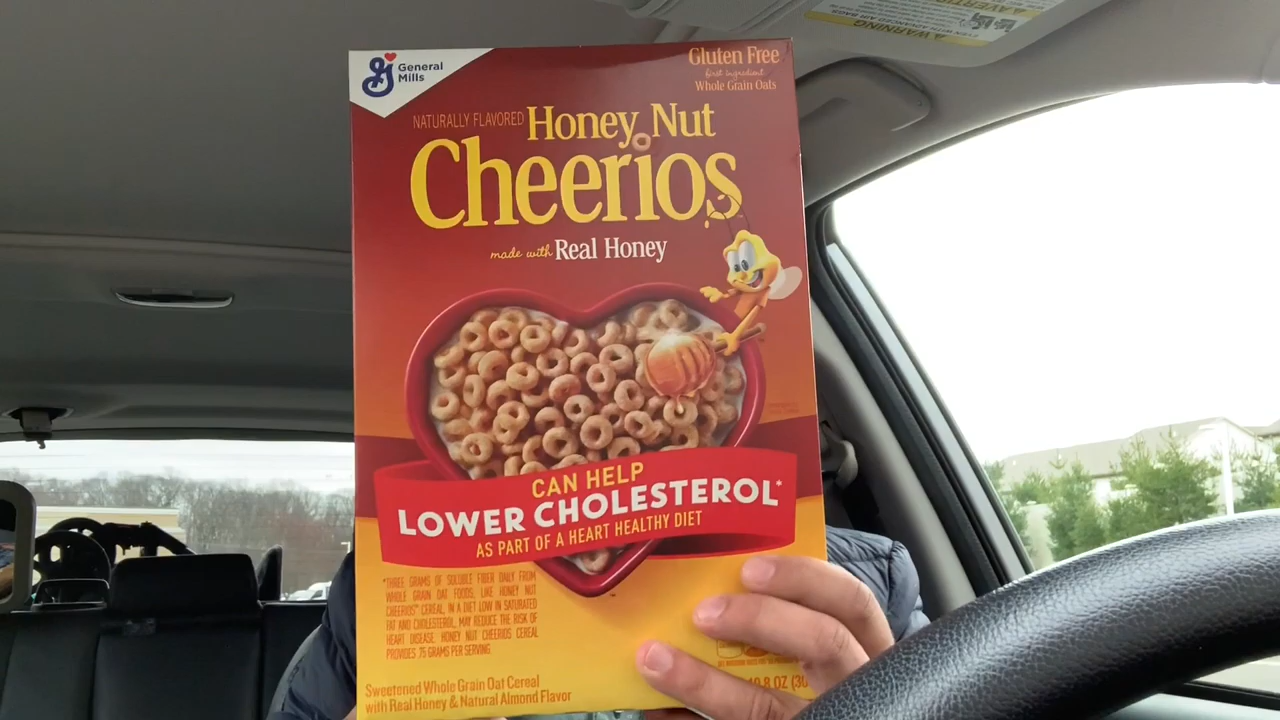 General
Mills
Gluten Free
first ingredient
Whole Grain Oats
NATURALLY FLAVORED Honey Nut
Cheerios
made with Real Honey
CAN HELP
LOWER CHOLESTEROL*
AS PART OF A HEART HEALTHY DIET
*THREE GRAMS OF SOLUBLE FIBER DAILY FROM
WHOLE GRAIN OAT FOODS, LIKE HONEY NUT
CHEERIOS™ CEREAL, IN A DIET LOW IN SATURATED
FAT AND CHOLESTEROL, MAY REDUCE THE RISK OF
HEART DISEASE. HONEY NUT CHEERIOS CEREAL
PROVIDES .75 GRAMS PER SERVING.
Sweetened Whole Grain Oat Cereal
with Real Honey & Natural Almond Flavor
WARNING